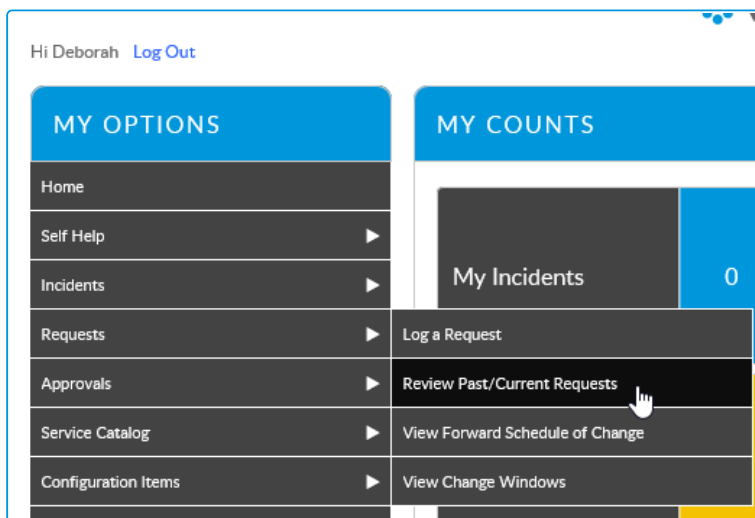 Hi Deborah Log Out
MY OPTIONS
MY COUNTS
Home
Self Help
Incidents
My Incidents 0
Requests
Log a Request
Approvals
Review Past/Current Requests
Service Catalog
View Forward Schedule of Change
Configuration Items
View Change Windows